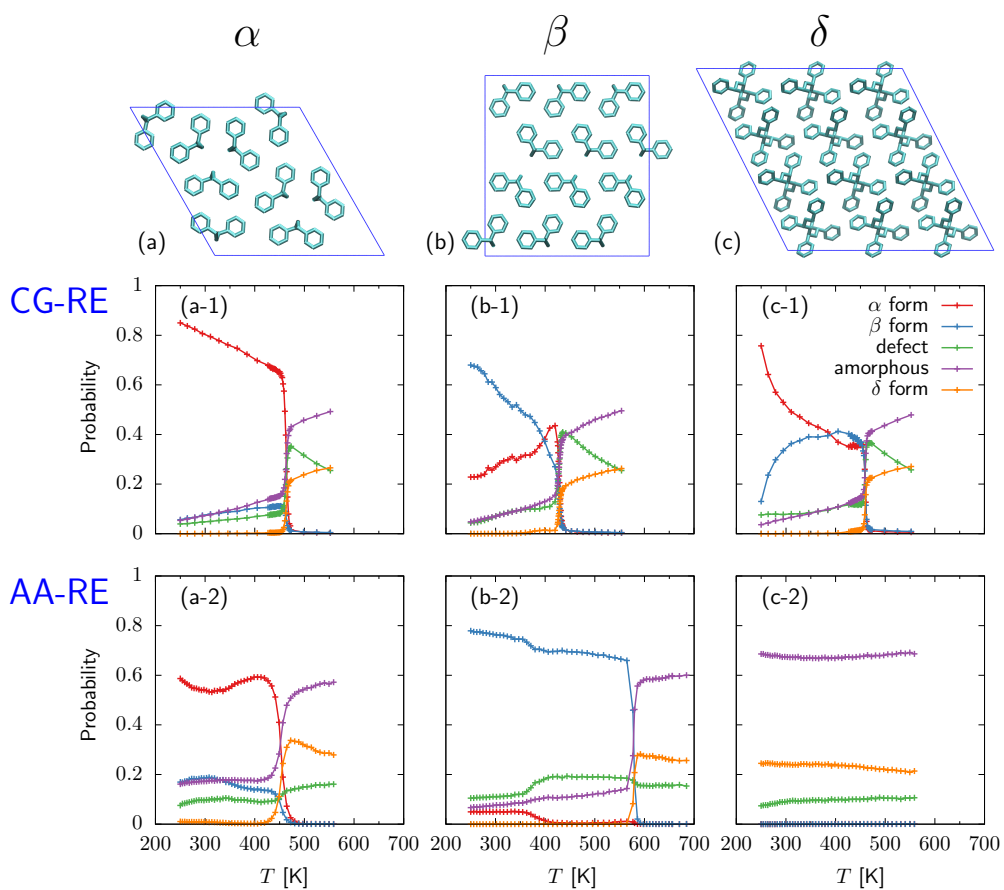 α β δ
(a) (b) (c)
CG-RE
Probability
1
0.8
0.6
0.4
0.2
0
(a-1) (b-1) (c-1)
α form
β form
defect
amorphous
δ form
AA-RE
Probability
1
0.8
0.6
0.4
0.2
0
(a-2) (b-2) (c-2)
200 300 400 500 600 700 200 300 400 500 600 700 200 300 400 500 600 700
T [K] T [K] T [K]